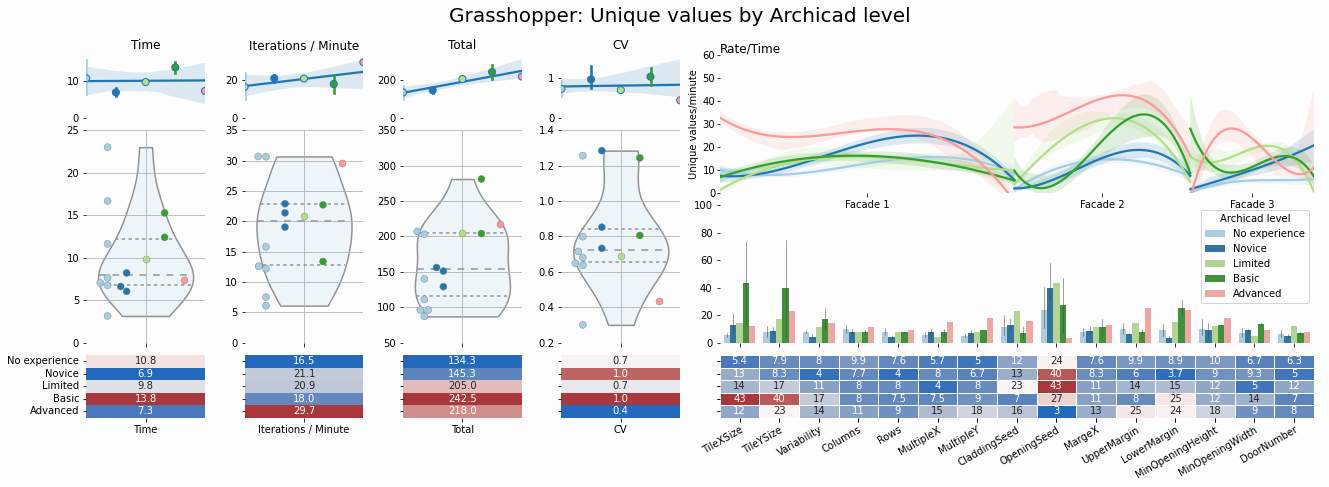 Grasshopper: Unique values by Archicad level
Time
Iterations / Minute
Total
CV
Rate/Time
10
0
20
0
200
0
1
0
25
20
15
10
5
0
35
30
25
20
15
10
5
0
350
300
250
200
150
100
50
1.4
1.2
1.0
0.8
0.6
0.4
0.2
Unique values/minute
60
50
40
30
20
10
0
Facade 1
Facade 2
Facade 3
100
80
60
40
20
0
Archicad level
No experience
Novice
Limited
Basic
Advanced
No experience 10.8 16.5 134.3 0.7 5.4 7.9 8 9.9 7.6 5.7 5 12 24 7.6 9.9 8.9 10 6.7 6.3
Novice 6.9 21.1 145.3 1.0 13 8.3 4 7.7 4 8 6.7 13 40 8.3 6 3.7 9 9.3 5
Limited 9.8 20.9 205.0 0.7 14 17 11 8 8 4 8 23 43 11 14 15 12 5 12
Basic 13.8 18.0 242.5 1.0 43 40 17 8 7.5 7.5 9 7 27 11 8 25 12 14 7
Advanced 7.3 29.7 218.0 0.4 12 23 14 11 9 15 18 16 3 13 25 24 18 9 8
Time
Iterations / Minute
Total
CV
TileXSize
TileYSize
Variability
Columns
Rows
MultipleX
MultipleY
CladdingSeed
OpeningSeed
MargeX
UpperMargin
LowerMargin
MinOpeningHeight
MinOpeningWidth
DoorNumber